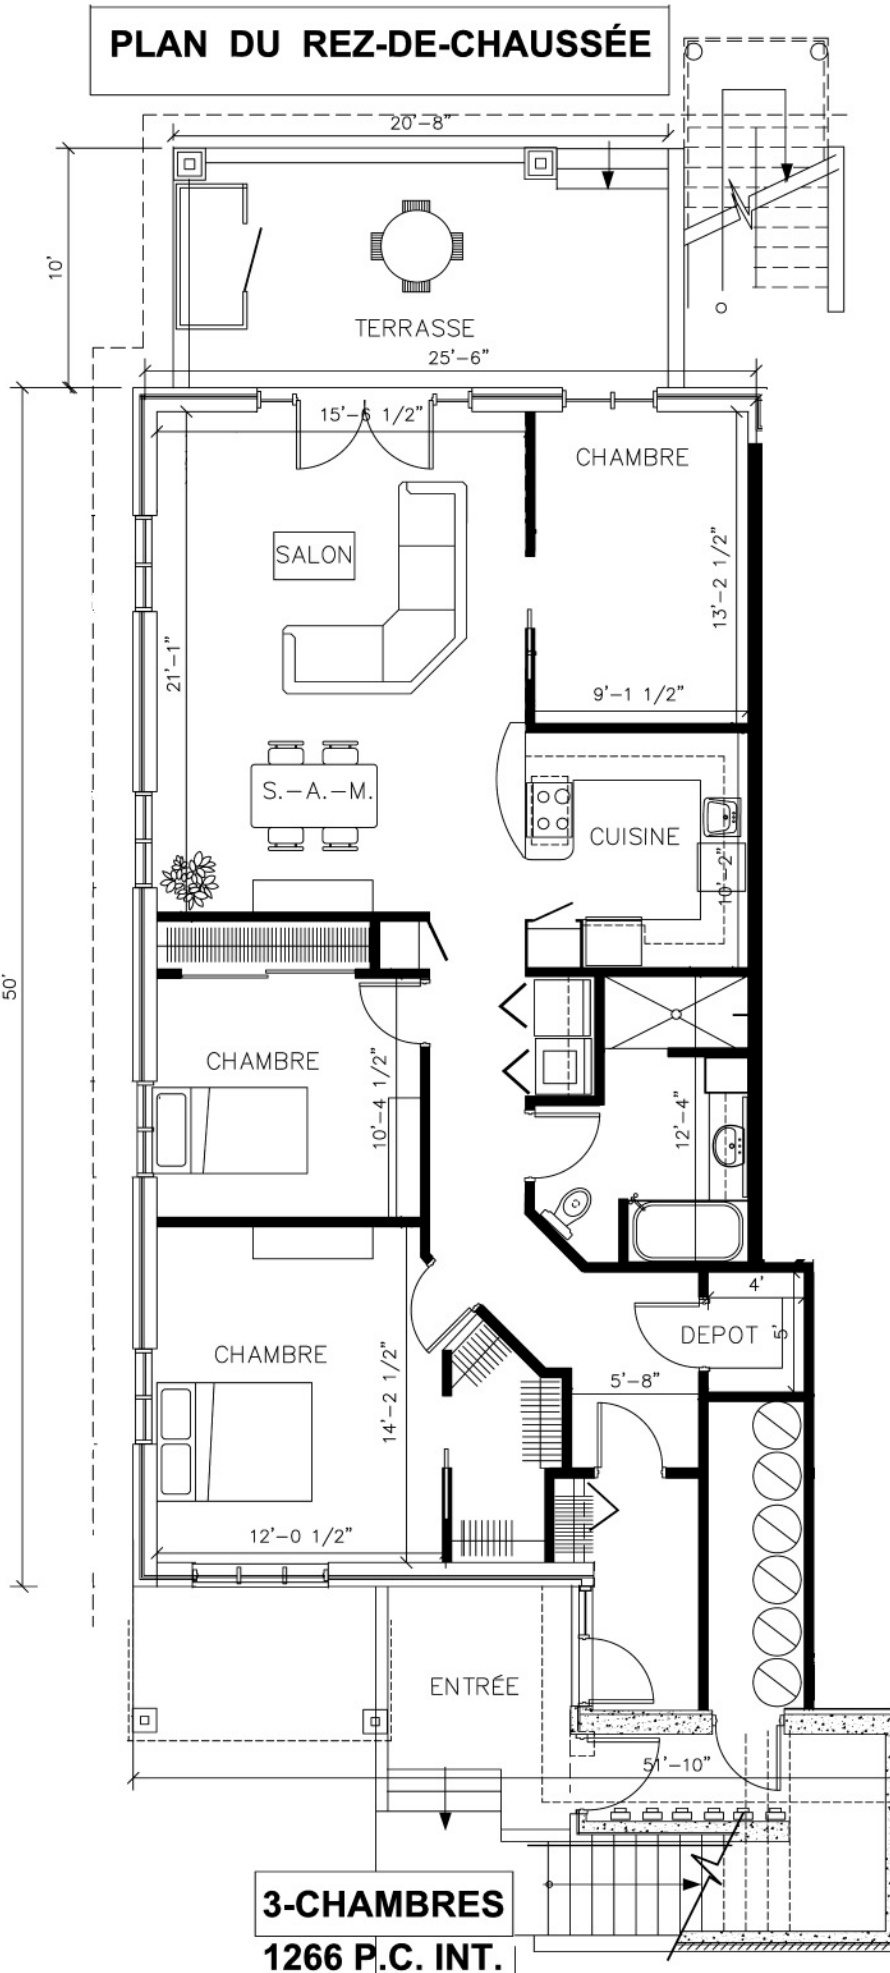 PLAN DU REZ-DE-CHAUSSÉE
20'-8"
10'
TERRASSE
25'-6"
15'-6 1/2"
CHAMBRE
SALON
13'-2 1/2"
21'-1"
9'-1 1/2"
S.-A.-M.
CUISINE
10'-2"
50'
CHAMBRE
10'-4 1/2"
12'-4"
4'
DEPOT
5'
CHAMBRE
14'-2 1/2"
5'-8"
12'-0 1/2"
ENTRÉE
51'-10"
3-CHAMBRES
1266 P.C. INT.